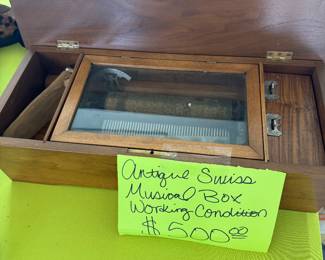 Antique Swiss
Musical Box
Working Condition
$500.00